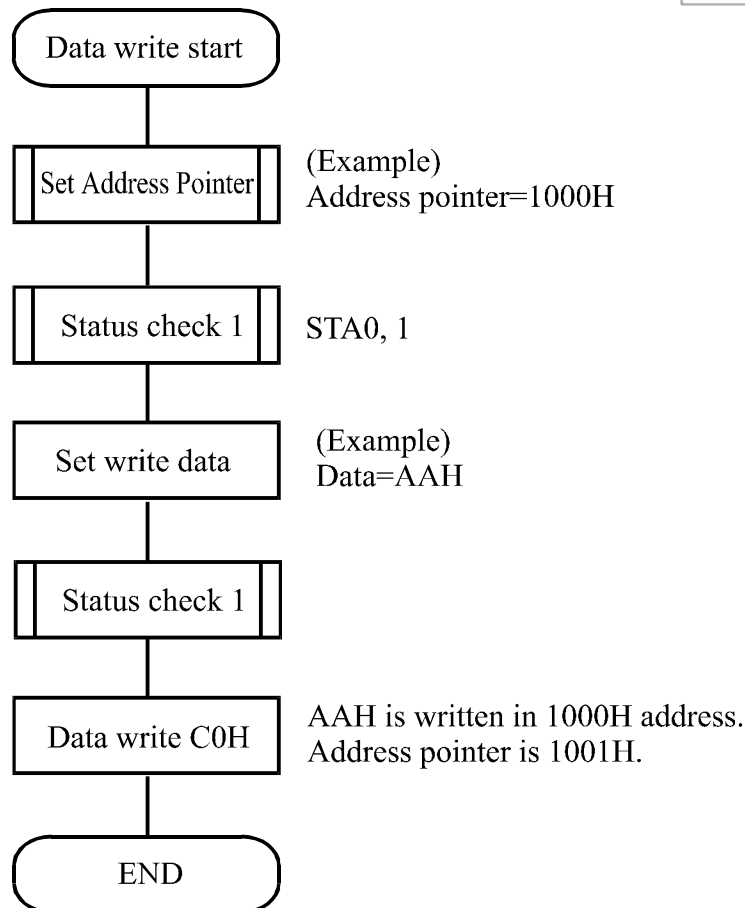 Data write start
Set Address Pointer
(Example)
Address pointer=1000H
Status check 1
STA0, 1
Set write data
(Example)
Data=AAH
Status check 1
Data write C0H
AAH is written in 1000H address.
Address pointer is 1001H.
END